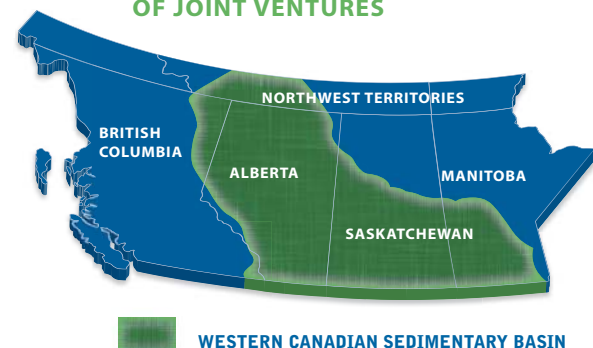 OF JOINT VENTURES
NORTHWEST TERRITORIES
BRITISH
COLUMBIA
ALBERTA
MANITOBA
SASKATCHEWAN
WESTERN CANADIAN SEDIMENTARY BASIN